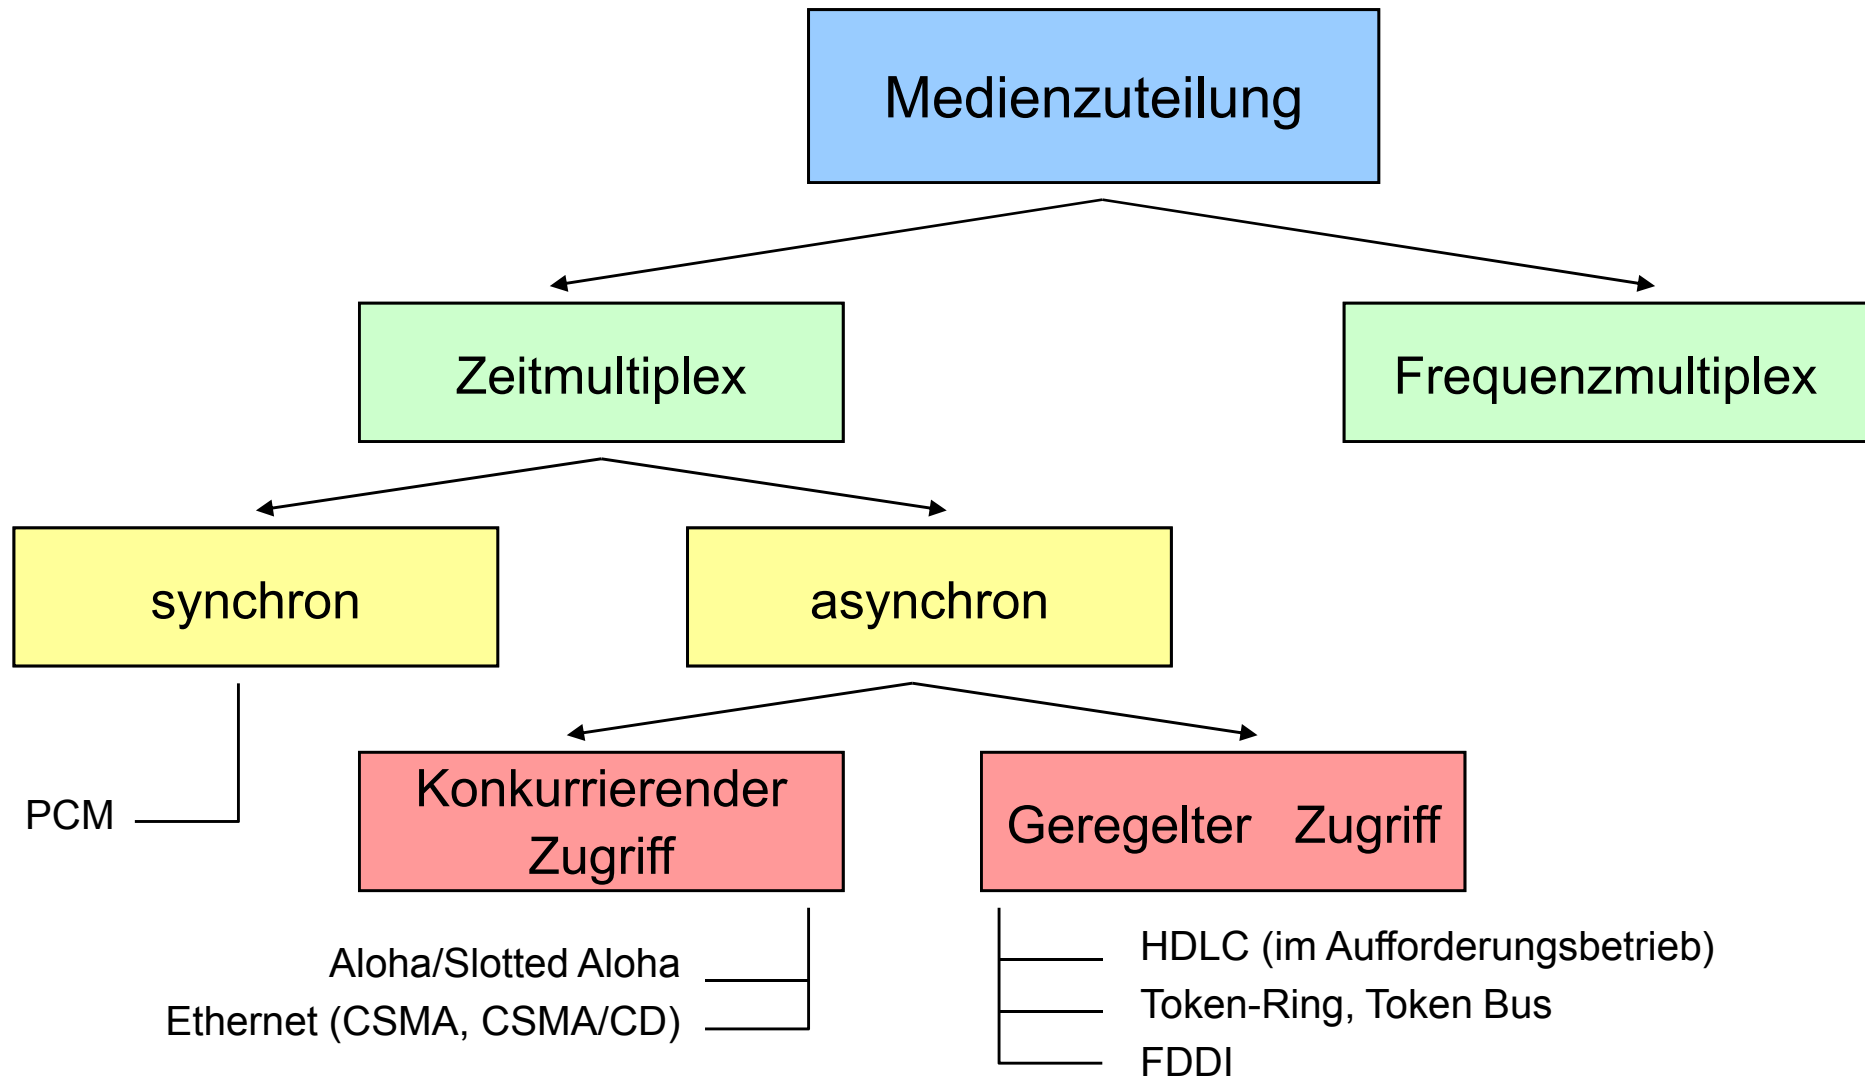 Medienzuteilung
Zeitmultiplex
Frequenzmultiplex
synchron
asynchron
PCM
Konkurrierender
Zugriff
Geregelter Zugriff
Aloha/Slotted Aloha
Ethernet (CSMA, CSMA/CD)
HDLC (im Aufforderungsbetrieb)
Token-Ring, Token Bus
FDDI